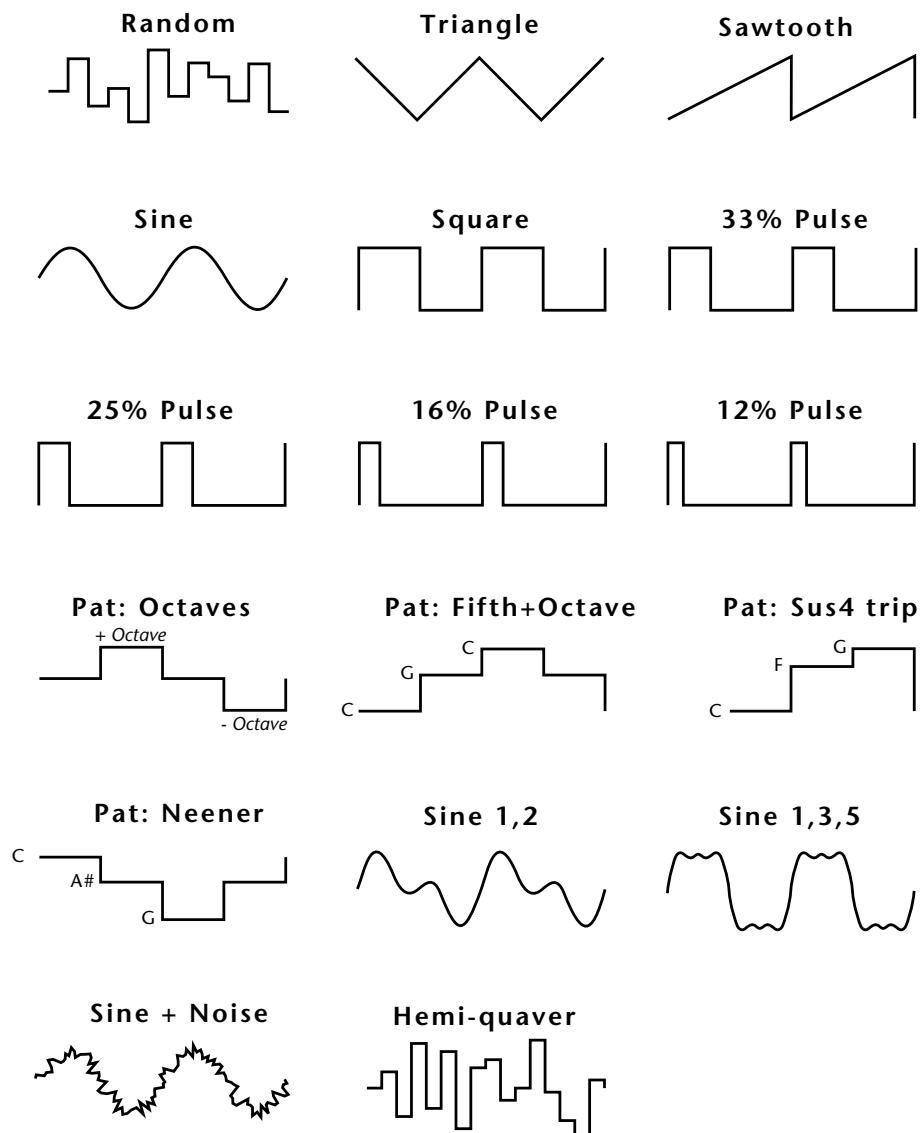 Random Triangle Sawtooth
Sine Square 33% Pulse
25% Pulse 16% Pulse 12% Pulse
Pat: Octaves Pat: Fifth+Octave Pat: Sus4 trip
+ Octave
- Octave
C
G
C
C
F
G
Pat: Neener Sine 1,2 Sine 1,3,5
C
A#
G
Sine + Noise Hemi-quaver